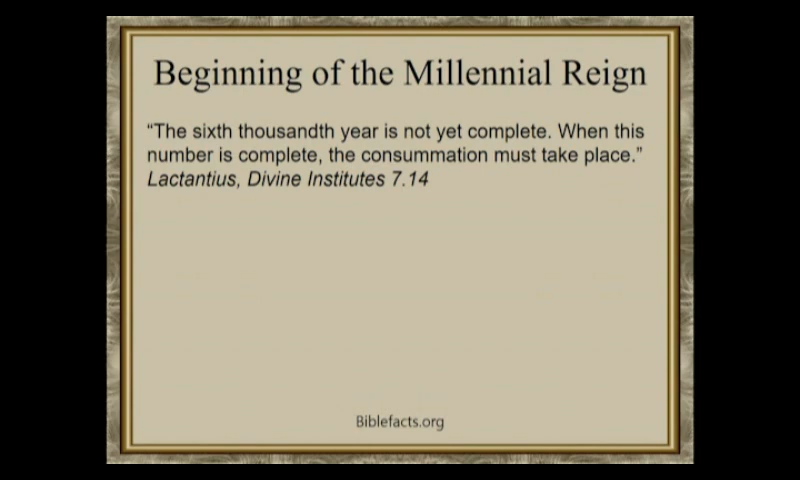 Beginning of the Millennial Reign
“The sixth thousandth year is not yet complete. When this
number is complete, the consummation must take place.”
Lactantius, Divine Institutes 7.14
Biblefacts.org